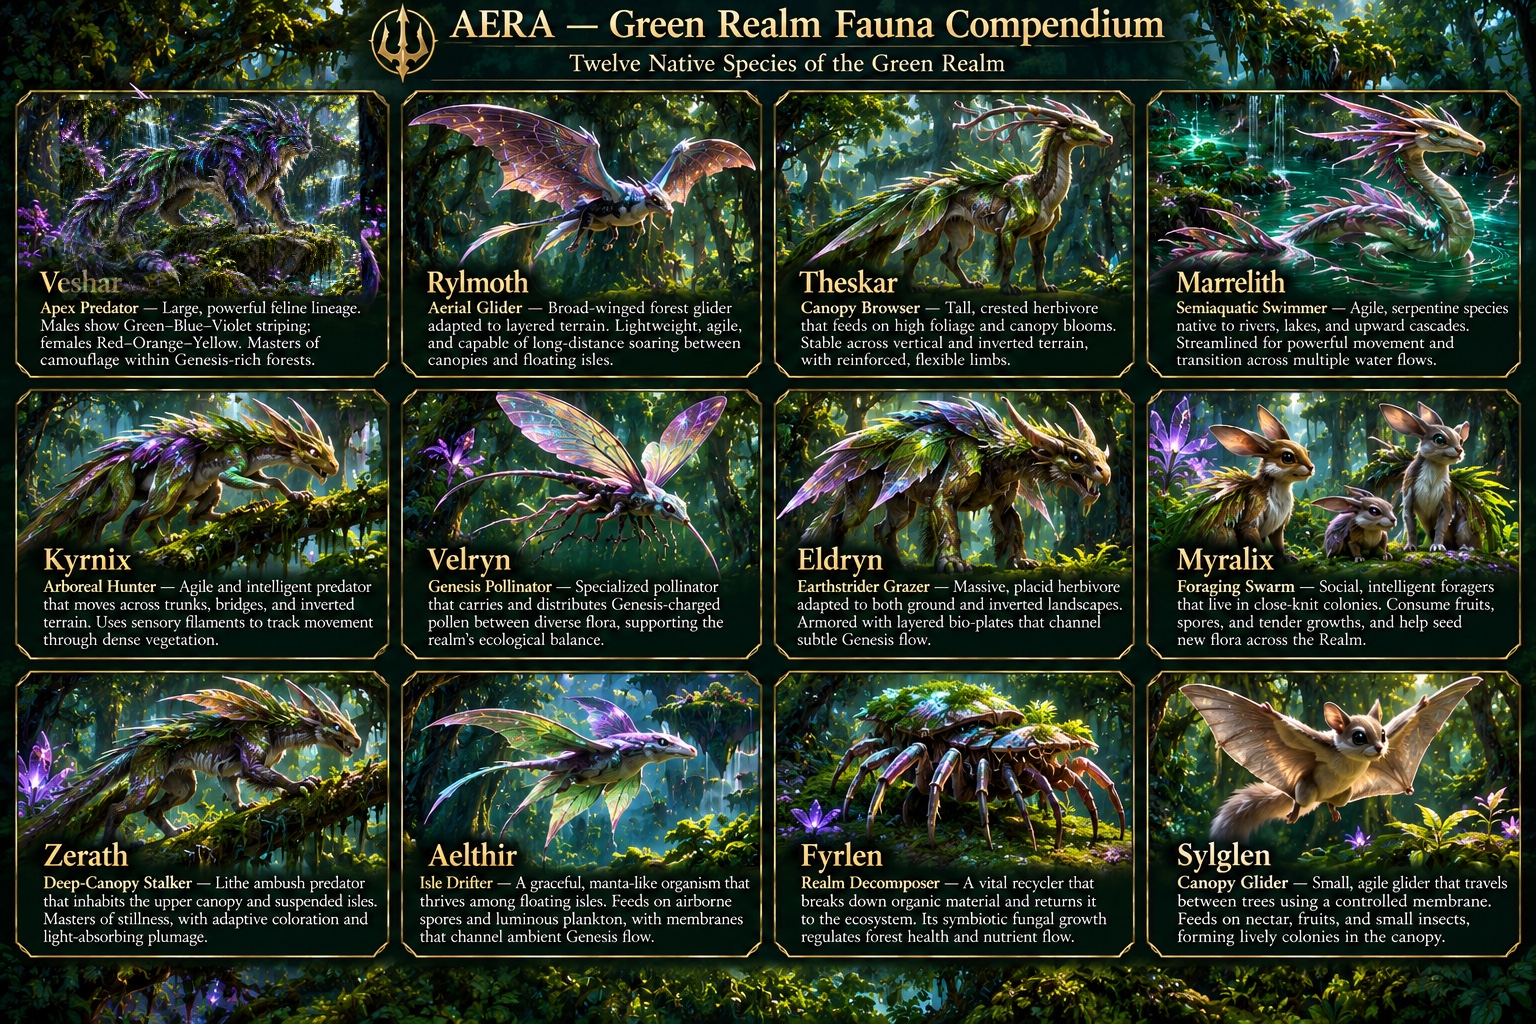 AERA — Green Realm Fauna Compendium
Twelve Native Species of the Green Realm
Veshar
Apex Predator — Large, powerful feline lineage.
Males show Green–Blue–Violet striping;
females Red–Orange–Yellow. Masters of
camouflage within Genesis-rich forests.
Rylmoth
Aerial Glider — Broad-winged forest glider
adapted to layered terrain. Lightweight, agile,
and capable of long-distance soaring between
canopies and floating isles.
Theskar
Canopy Browser — Tall, crested herbivore
that feeds on high foliage and canopy blooms.
Stable across vertical and inverted terrain,
with reinforced, flexible limbs.
Marrelith
Semiaquatic Swimmer — Agile, serpentine species
native to rivers, lakes, and upward cascades.
Streamlined for powerful movement and
transition across multiple water flows.
Kyrnix
Arboreal Hunter — Agile and intelligent predator
that moves across trunks, bridges, and inverted
terrain. Uses sensory filaments to track movement
through dense vegetation.
Velryn
Genesis Pollinator — Specialized pollinator
that carries and distributes Genesis-charged
pollen between diverse flora, supporting the
realm's ecological balance.
Eldryn
Earthstrider Grazer — Massive, placid herbivore
adapted to both ground and inverted landscapes.
Armored with layered bio-plates that channel
subtle Genesis flow.
Myralix
Foraging Swarm — Social, intelligent foragers
that live in close-knit colonies. Consume fruits,
spores, and tender growths, and help seed
new flora across the Realm.
Zerath
Deep-Canopy Stalker — Lithe ambush predator
that inhabits the upper canopy and suspended isles.
Masters of stillness, with adaptive coloration and
light-absorbing plumage.
Aelthir
Isle Drifter — A graceful, manta-like organism that
thrives among floating isles. Feeds on airborne
spores and luminous plankton, with membranes
that channel ambient Genesis flow.
Fyrlen
Realm Decomposer — A vital recycler that
breaks down organic material and returns it
to the ecosystem. Its symbiotic fungal growth
regulates forest health and nutrient flow.
Sylglen
Canopy Glider — Small, agile glider that travels
between trees using a controlled membrane.
Feeds on nectar, fruits, and small insects,
forming lively colonies in the canopy.